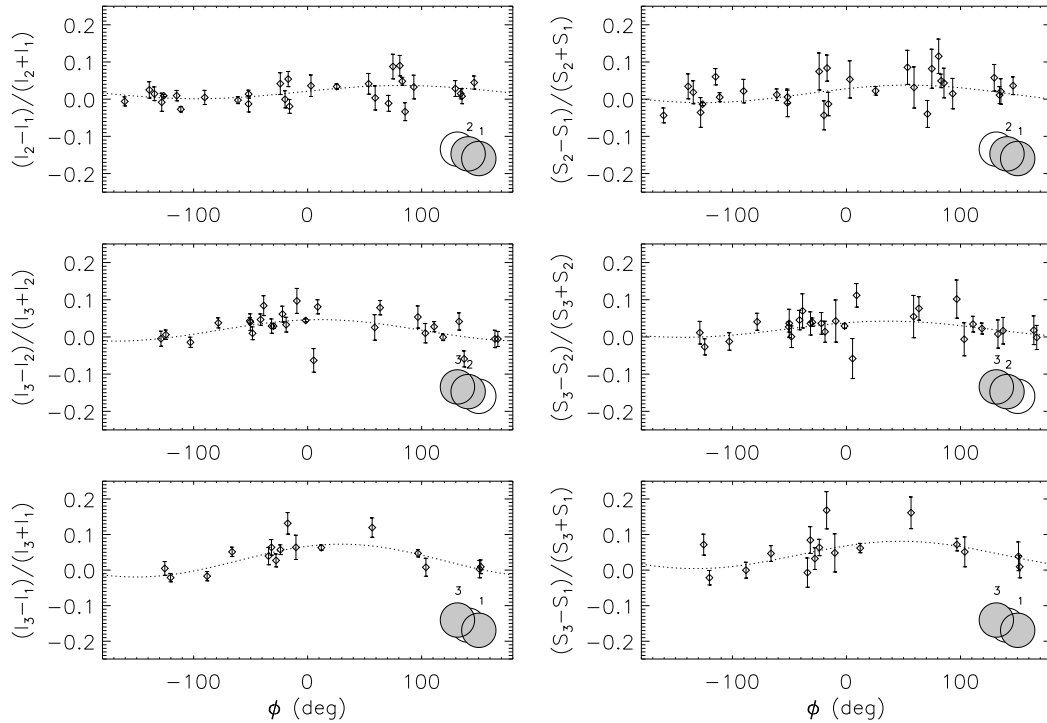 (I₂−I₁)/(I₂+I₁)
0.2
0.1
0.0
−0.1
−0.2
−100 0 100
2 1
(S₂−S₁)/(S₂+S₁)
0.2
0.1
0.0
−0.1
−0.2
−100 0 100
2 1
(I₃−I₂)/(I₃+I₂)
0.2
0.1
0.0
−0.1
−0.2
−100 0 100
3 2
(S₃−S₂)/(S₃+S₂)
0.2
0.1
0.0
−0.1
−0.2
−100 0 100
3 2
(I₃−I₁)/(I₃+I₁)
0.2
0.1
0.0
−0.1
−0.2
−100 0 100
ϕ (deg)
3 1
(S₃−S₁)/(S₃+S₁)
0.2
0.1
0.0
−0.1
−0.2
−100 0 100
ϕ (deg)
3 1